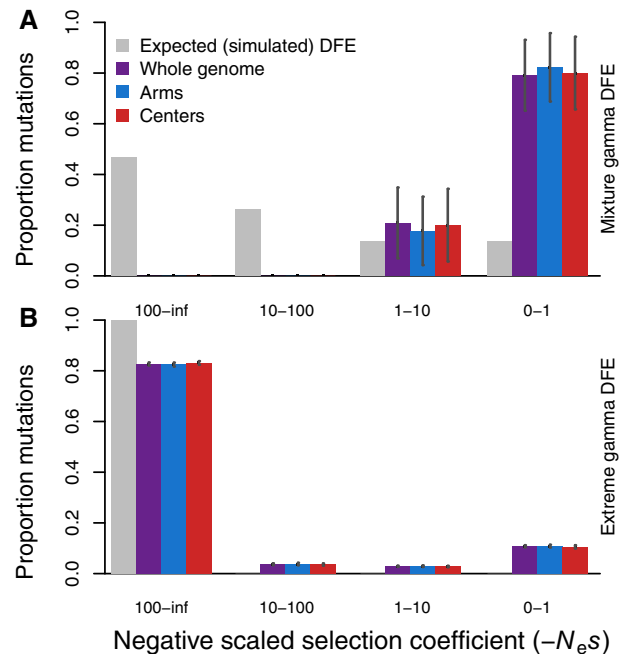 A
Expected (simulated) DFE
Whole genome
Arms
Centers
Proportion mutations
1.0
0.8
0.6
0.4
0.2
0.0
100–inf
10–100
1–10
0–1
Mixture gamma DFE
B
Proportion mutations
1.0
0.8
0.6
0.4
0.2
0.0
100–inf
10–100
1–10
0–1
Extreme gamma DFE
Negative scaled selection coefficient (−Nes)